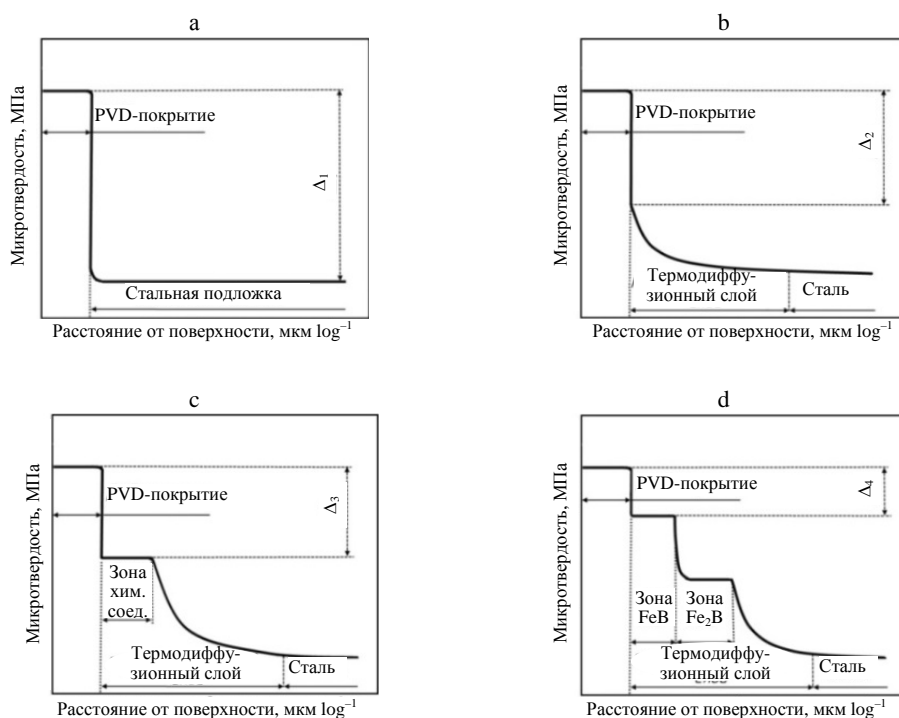 a
Микротвердость, МПа
PVD-покрытие
Δ₁
Стальная подложка
Расстояние от поверхности, мкм log⁻¹
b
Микротвердость, МПа
PVD-покрытие
Δ₂
Термодиффу-
зионный слой
Сталь
Расстояние от поверхности, мкм log⁻¹
c
Микротвердость, МПа
PVD-покрытие
Δ₃
Зона
хим.
соед.
Термодиффу-
зионный слой
Сталь
Расстояние от поверхности, мкм log⁻¹
d
Микротвердость, МПа
PVD-покрытие
Δ₄
Зона
FeB
Зона
Fe₂B
Термодиффу-
зионный слой
Сталь
Расстояние от поверхности, мкм log⁻¹